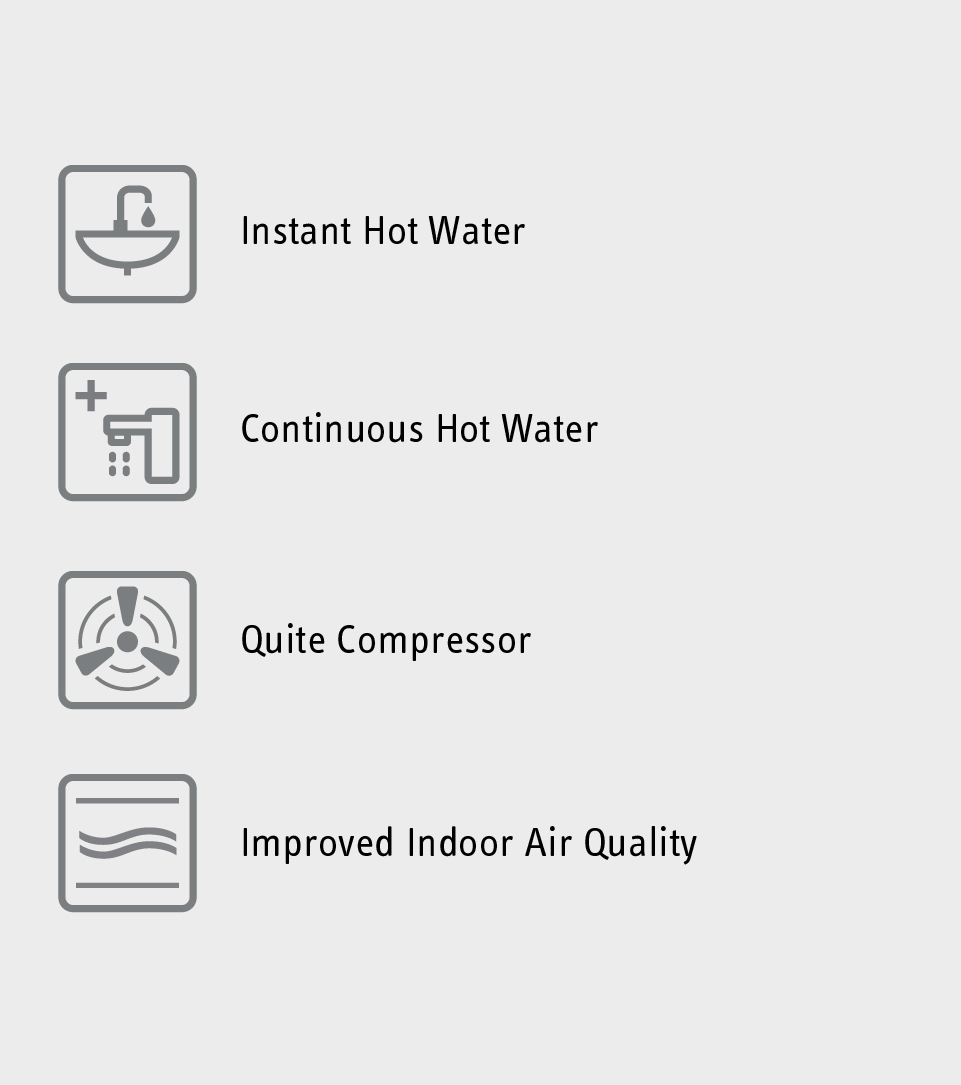 Instant Hot Water
Continuous Hot Water
Quite Compressor
Improved Indoor Air Quality